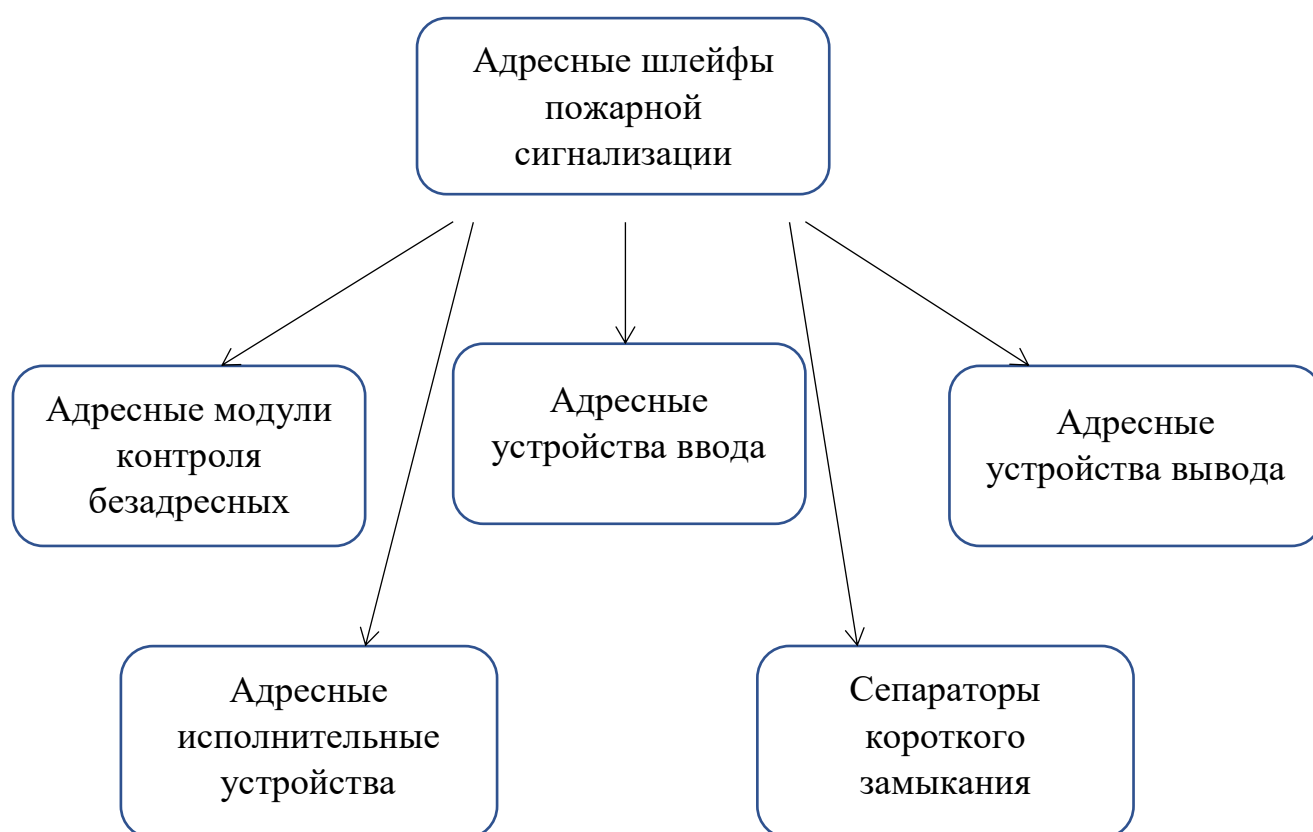 Адресные шлейфы
пожарной
сигнализации
Адресные модули
контроля
безадресных
Адресные
устройства ввода
Адресные
устройства вывода
Адресные
исполнительные
устройства
Сепараторы
короткого
замыкания